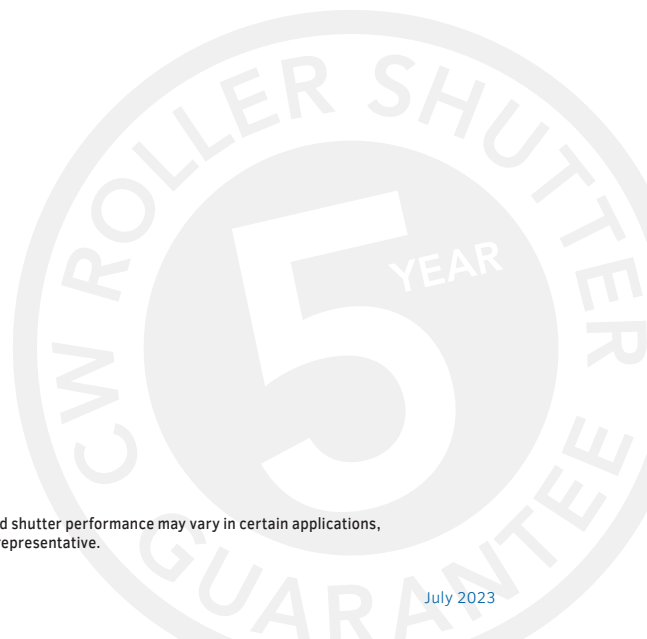 CW ROLLER SHUTTER
5
YEAR
GUARANTEE
d shutter performance may vary in certain applications,
representative.
July 2023